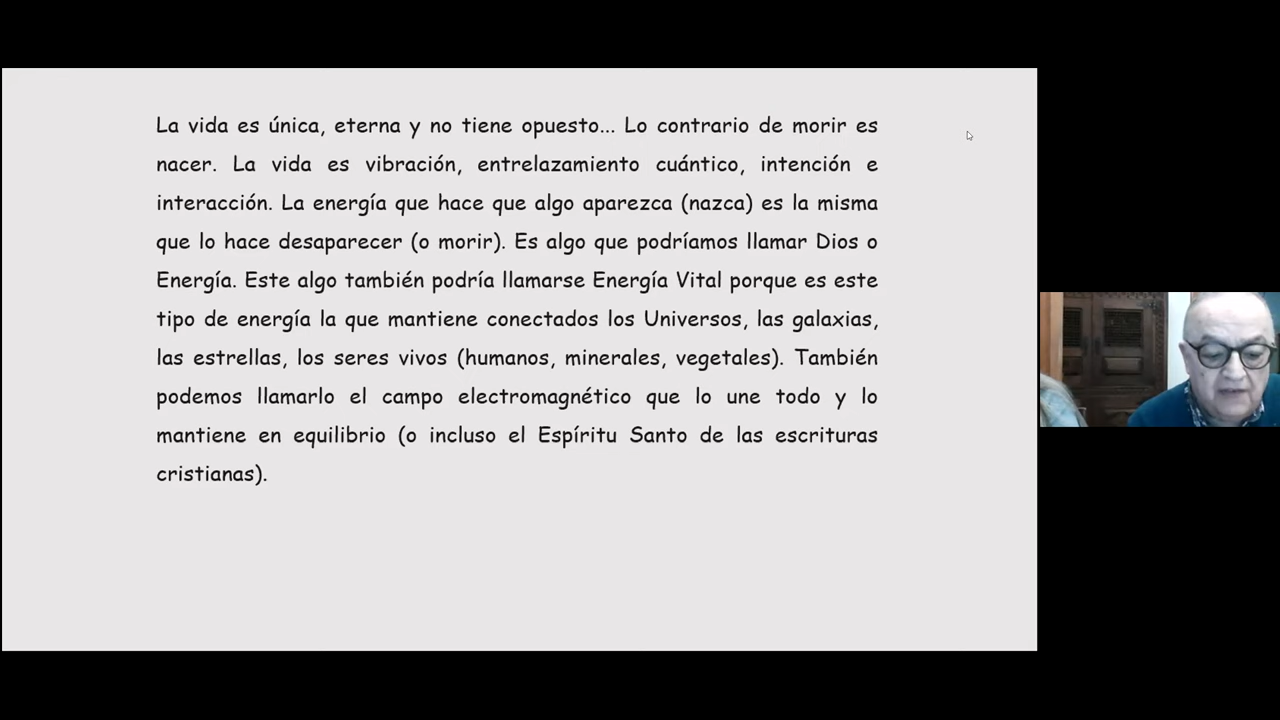 La vida es única, eterna y no tiene opuesto... Lo contrario de morir es
nacer. La vida es vibración, entrelazamiento cuántico, intención e
interacción. La energía que hace que algo aparezca (nazca) es la misma
que lo hace desaparecer (o morir). Es algo que podríamos llamar Dios o
Energía. Este algo también podría llamarse Energía Vital porque es este
tipo de energía la que mantiene conectados los Universos, las galaxias,
las estrellas, los seres vivos (humanos, minerales, vegetales). También
podemos llamarlo el campo electromagnético que lo une todo y lo
mantiene en equilibrio (o incluso el Espíritu Santo de las escrituras
cristianas).